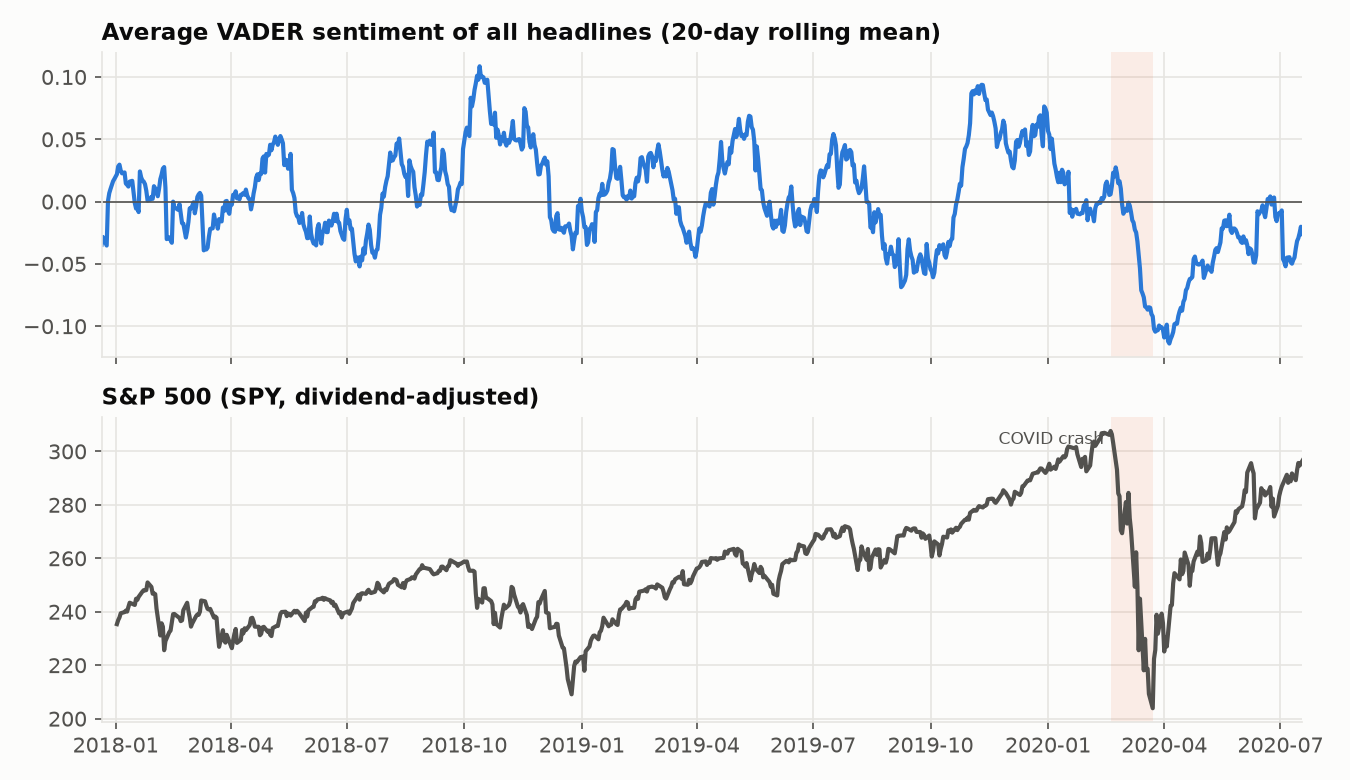 Average VADER sentiment of all headlines (20-day rolling mean)
0.10
0.05
0.00
−0.05
−0.10
S&P 500 (SPY, dividend-adjusted)
COVID crash
300
280
260
240
220
200
2018-01 2018-04 2018-07 2018-10 2019-01 2019-04 2019-07 2019-10 2020-01 2020-04 2020-07